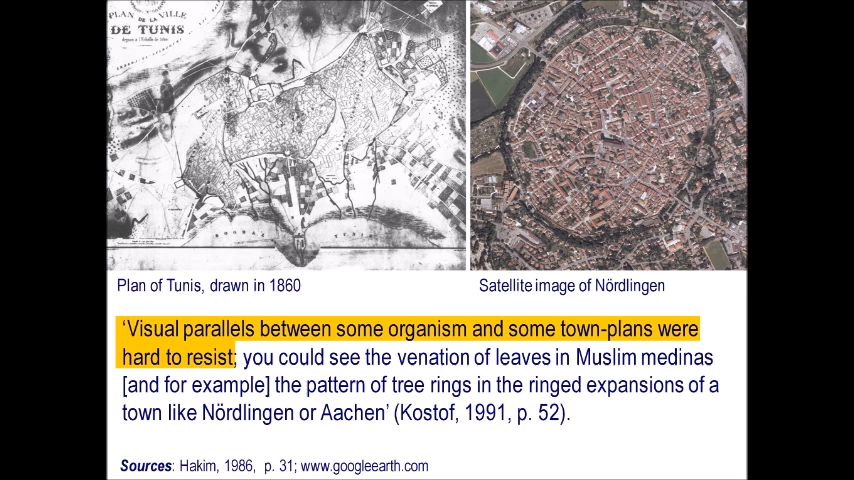 PLAN DE LA VILLE
DE TUNIS
Plan of Tunis, drawn in 1860
Satellite image of Nördlingen
‘Visual parallels between some organism and some town-plans were
hard to resist; you could see the venation of leaves in Muslim medinas
[and for example] the pattern of tree rings in the ringed expansions of a
town like Nördlingen or Aachen’ (Kostof, 1991, p. 52).
Sources: Hakim, 1986, p. 31; www.googleearth.com